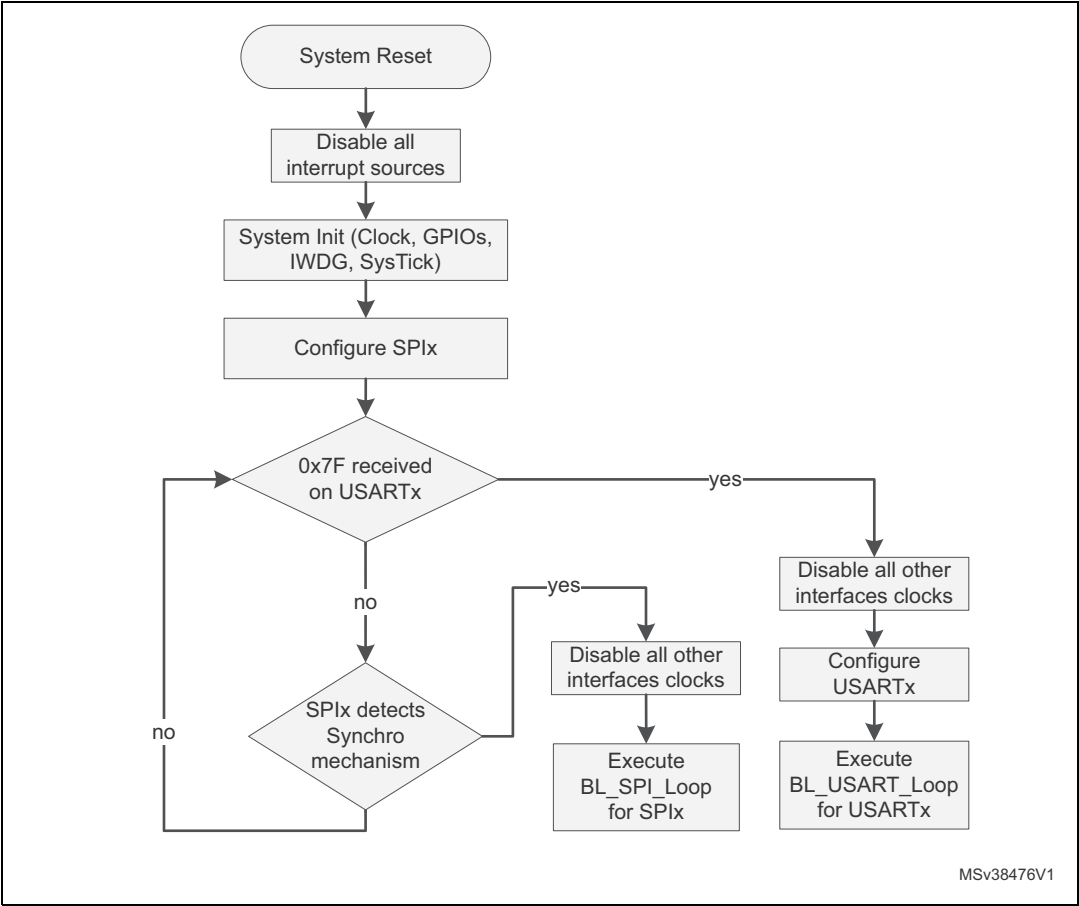 System Reset
Disable all
interrupt sources
System Init (Clock, GPIOs,
IWDG, SysTick)
Configure SPIx
0x7F received
on USARTx
yes
no
yes
Disable all other
interfaces clocks
Configure
USARTx
Execute
BL_USART_Loop
for USARTx
Disable all other
interfaces clocks
Execute
BL_SPI_Loop
for SPIx
SPIx detects
Synchro
mechanism
no
MSv38476V1